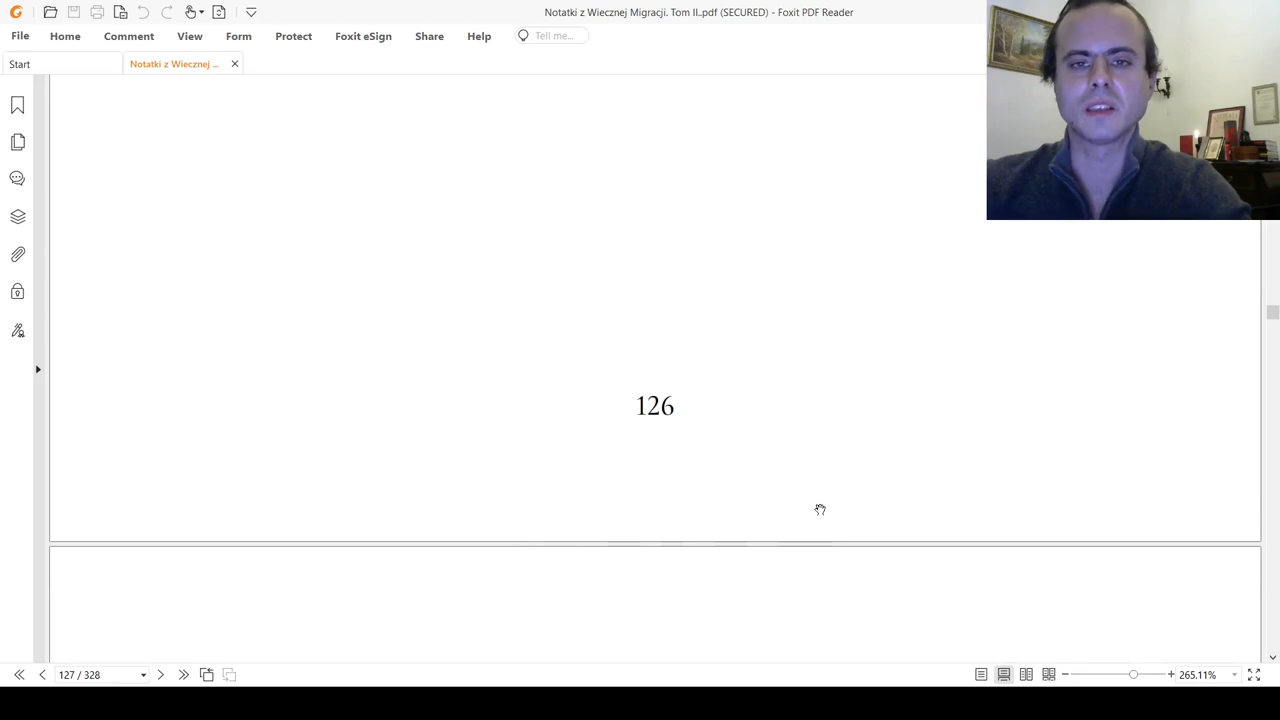 Notatki z Wiecznej Migracji. Tom II..pdf (SECURED) - Foxit PDF Reader
File Home Comment View Form Protect Foxit eSign Share Help Tell me...
Start Notatki z Wiecznej ...
126
127 / 328
265.11%